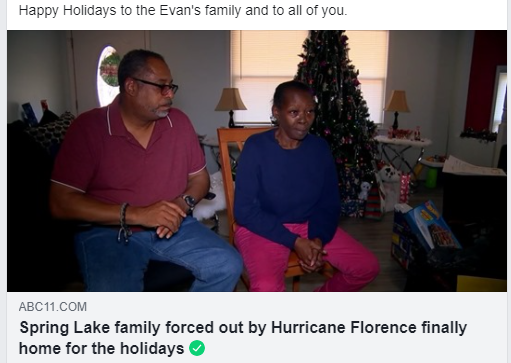 Happy Holidays to the Evan's family and to all of you.
ABC11.COM
Spring Lake family forced out by Hurricane Florence finally
home for the holidays